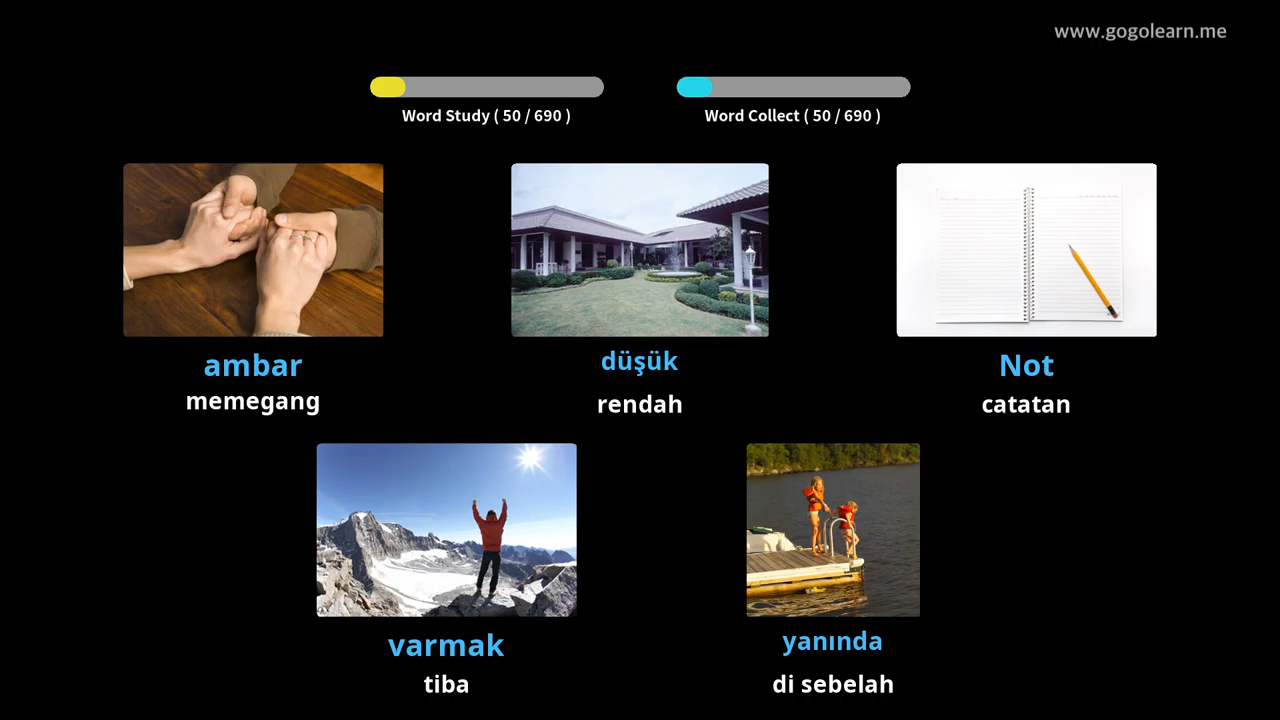 www.gogolearn.me
Word Study ( 50 / 690 )
Word Collect ( 50 / 690 )
ambar
memegang
düşük
rendah
Not
catatan
varmak
tiba
yanında
di sebelah